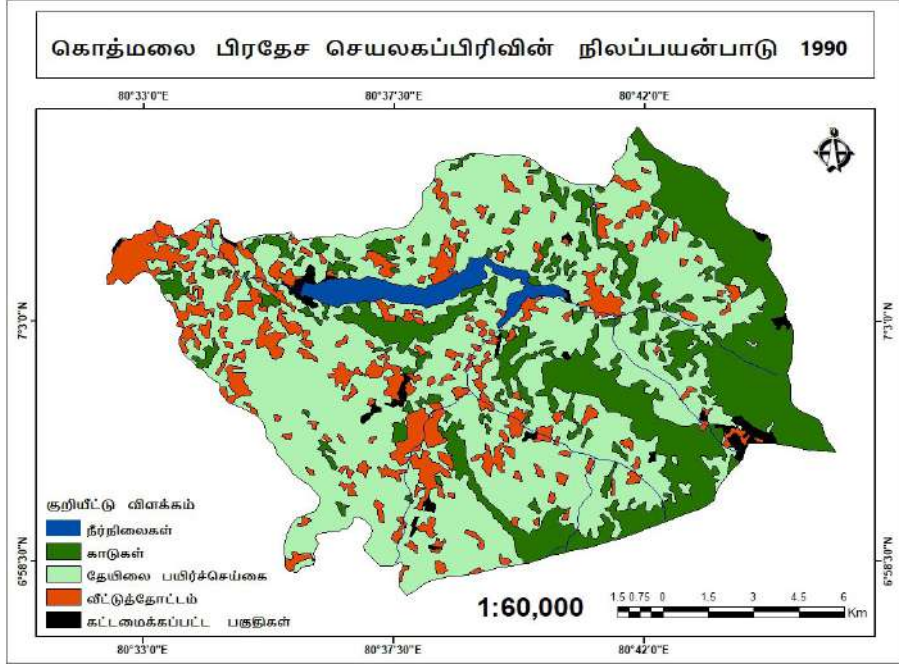 கொத்மலை பிரதேச செயலகப்பிரிவின் நிலப்பயன்பாடு 1990
80°33'0"E 80°37'30"E 80°42'0"E
7°3'0"N 7°3'0"N
குறியீட்டு விளக்கம்
நீர்நிலைகள்
காடுகள்
6°58'30"N 6°58'30"N
தேயிலை பயிர்ச்செய்கை
வீட்டுத்தோட்டம்
கட்டமைக்கப்பட்ட பகுதிகள்
1:60,000
1.5 0.75 0 1.5 3 4.5 6
Km
80°33'0"E 80°37'30"E 80°42'0"E